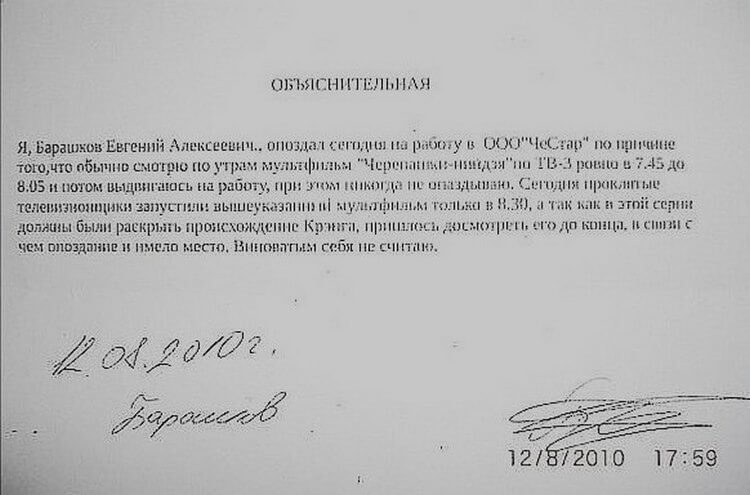 ОБЪЯСНИТЕЛЬНАЯ
Я, Барашков Евгений Алексеевич., опоздал сегодня на работу в ООО"ЧеСтар" по причине
того,что обычно смотрю по утрам мультфильм "Черепашки-ниндзя"по ТВ-3 ровно в 7.45 до
8.05 и потом выдвигаюсь на работу, при этом никогда не опаздываю. Сегодня проклятые
телевизионщики запустили вышеуказанный мультфильм только в 8.30, а так как в этой серии
должны были раскрыть происхождение Крэнга, пришлось досмотреть его до конца, в связи с
чем опоздание и имело место. Виноватым себя не считаю.
12.08.2010г.
Барашков
12/8/2010 17:59